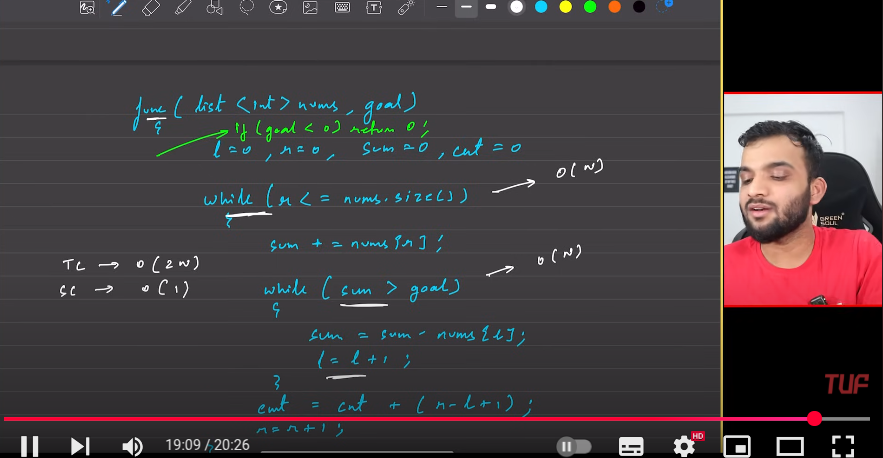 func ( list <int> nums, goal)
{
if (goal < 0) return 0;
l=0 , r=0, sum=0 , cnt = 0
while (r <= nums.size())
O(N)
{
sum += nums[r];
TC → O(2N)
SC → O(1)
while (sum > goal)
O(N)
{
sum = sum - nums[l];
l = l+1 ;
}
cnt = cnt + (r-l+1);
r=r+1;
GREEN SOUL
TUF
19:09 / 20:26
HD